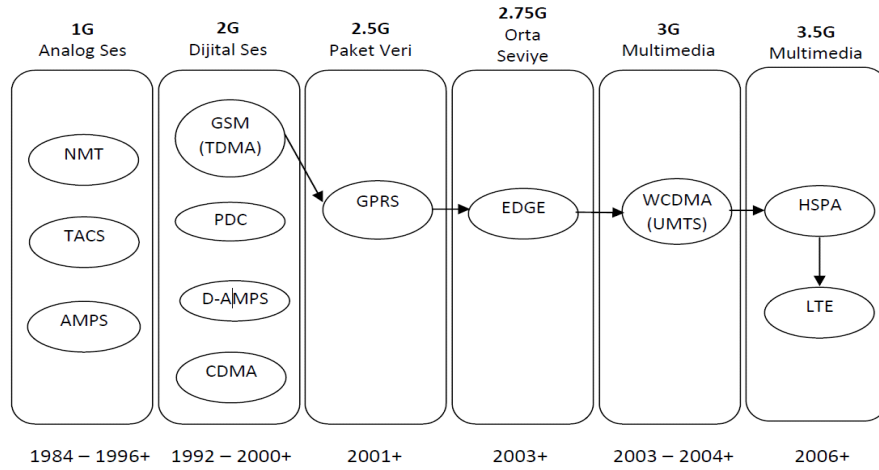 1G
Analog Ses
2G
Dijital Ses
2.5G
Paket Veri
2.75G
Orta
Seviye
3G
Multimedia
3.5G
Multimedia
NMT
TACS
AMPS
GSM
(TDMA)
PDC
D-AMPS
CDMA
GPRS
EDGE
WCDMA
(UMTS)
HSPA
LTE
1984 – 1996+
1992 – 2000+
2001+
2003+
2003 – 2004+
2006+